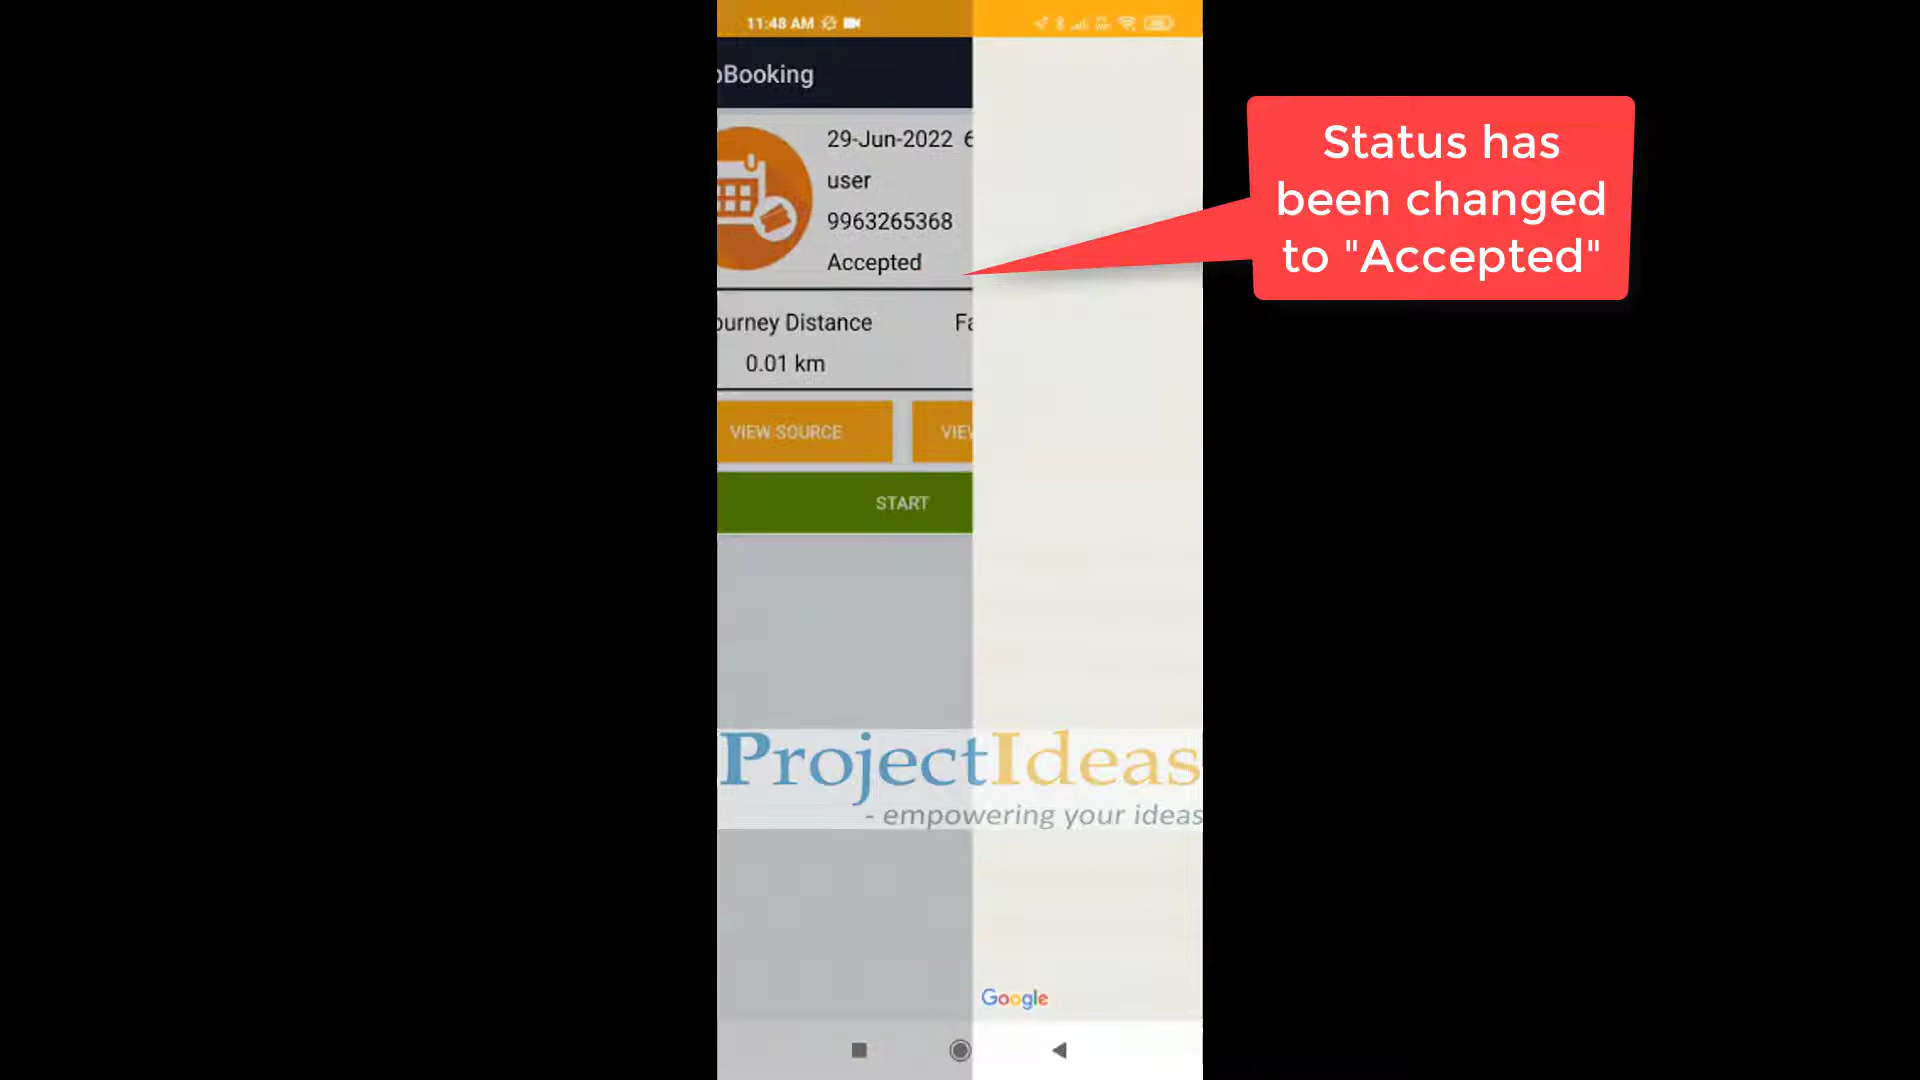 11:48 AM
Booking
29-Jun-2022
user
9963265368
Accepted
ourney Distance
0.01 km
VIEW SOURCE
START
Status has
been changed
to "Accepted"
ProjectIdeas
- empowering your ideas
Google